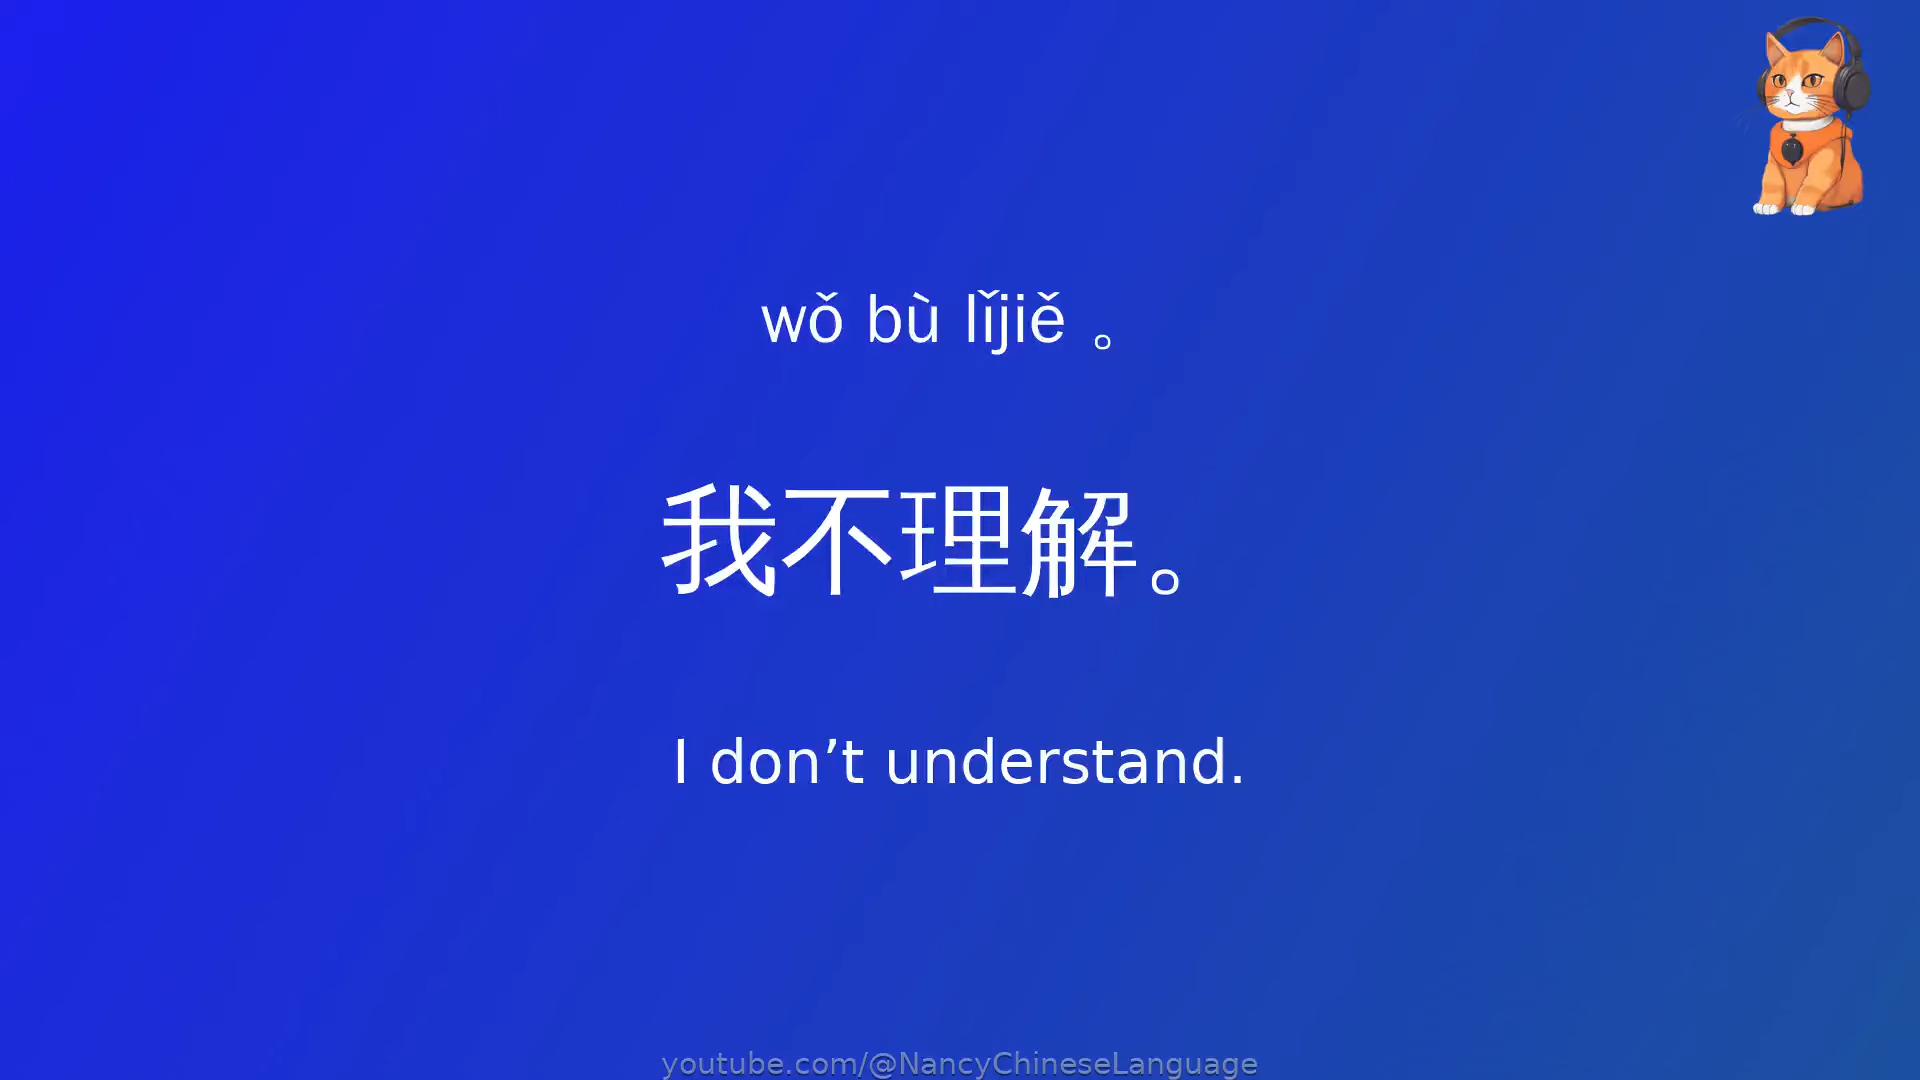 wǒ bù lǐjiě 。
我不理解。
I don’t understand.
youtube.com/@NancyChineseLanguage